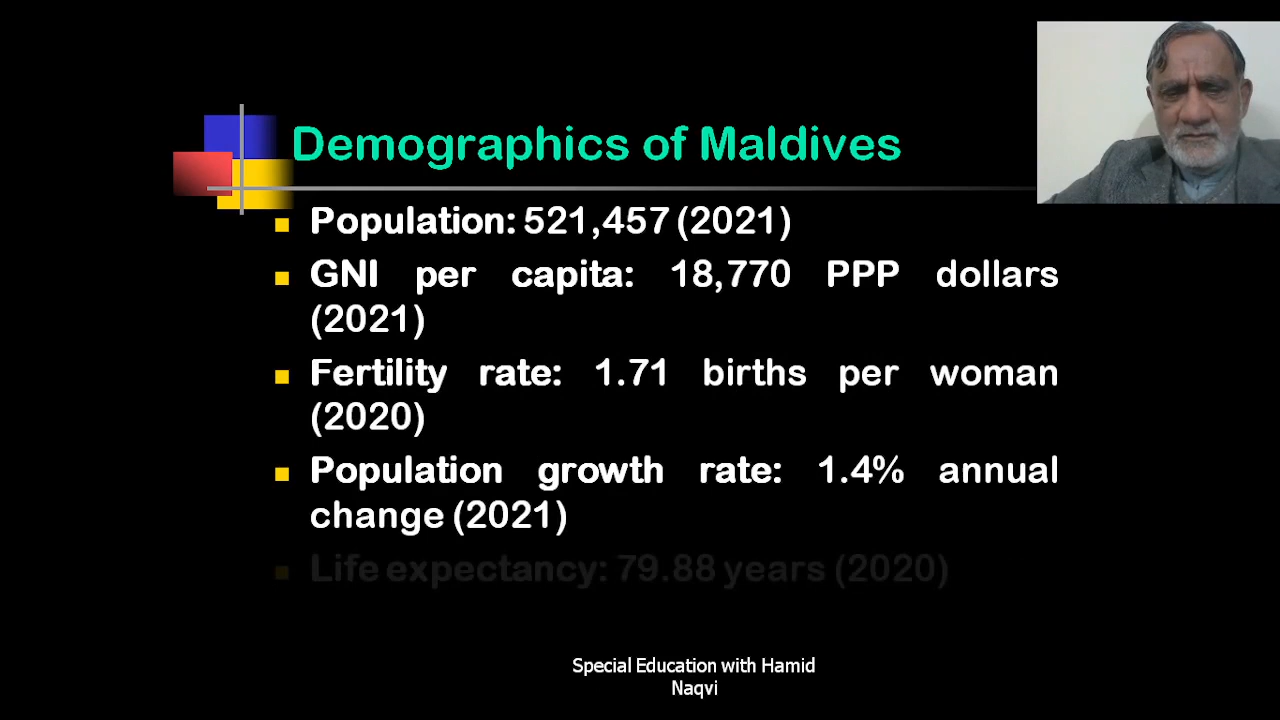 Demographics of Maldives
Population: 521,457 (2021)
GNI per capita: 18,770 PPP dollars
(2021)
Fertility rate: 1.71 births per woman
(2020)
Population growth rate: 1.4% annual
change (2021)
Life expectancy: 79.88 years (2020)
Special Education with Hamid
Naqvi